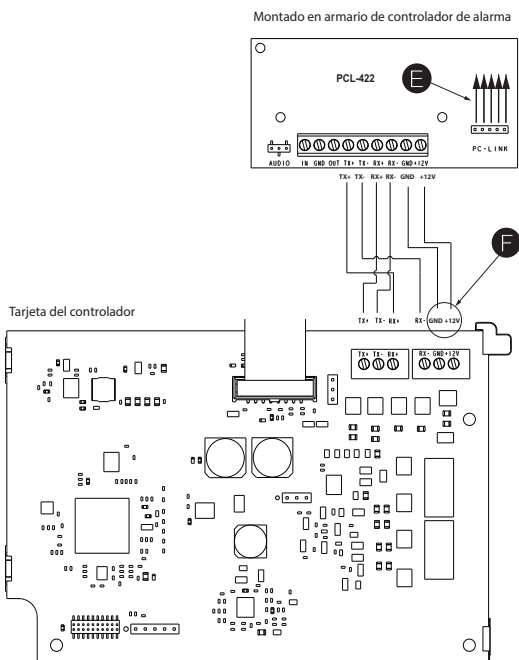 Montado en armario de controlador de alarma
PCL-422
E
PC-LINK
AUDIO IN GND OUT TX+ TX- RX+ RX- GND+12V
TX+ TX- RX+ RX- GND +12V
F
Tarjeta del controlador
TX+ TX- RX+ RX- GND +12V
TX+ TX- RX+ RX- GND+12V